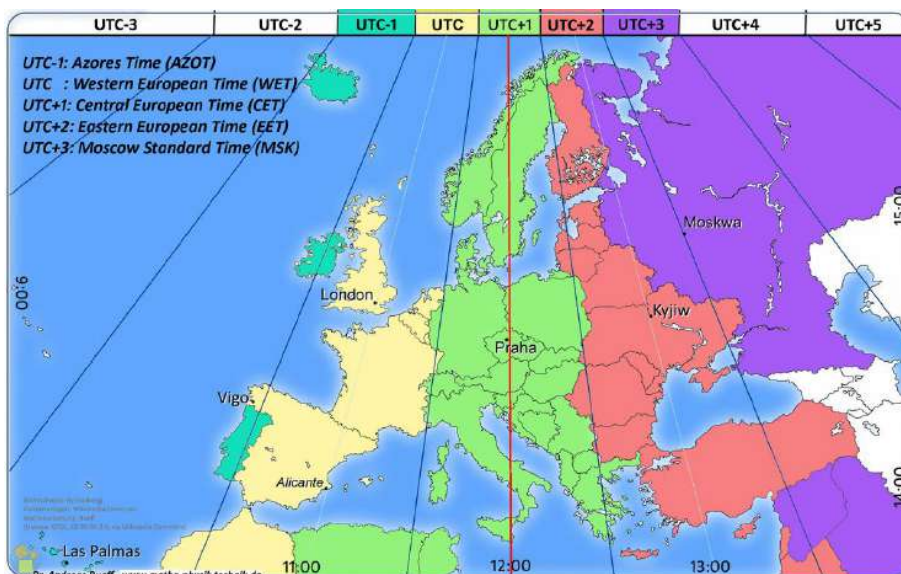 UTC-3 UTC-2 UTC-1 UTC UTC+1 UTC+2 UTC+3 UTC+4 UTC+5
UTC-1: Azores Time (AZOT)
UTC : Western European Time (WET)
UTC+1: Central European Time (CET)
UTC+2: Eastern European Time (EET)
UTC+3: Moscow Standard Time (MSK)
15:00
Moskwa
9:00
London
Kyjiw
Praha
Vigo
Alicante
14:00
Las Palmas
11:00 12:00 13:00